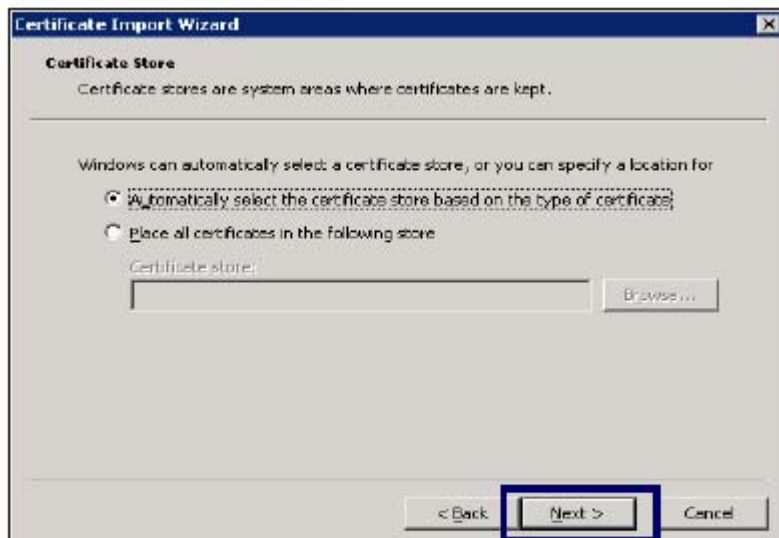 Certificate Import Wizard
Certificate Store
Certificate stores are system areas where certificates are kept.
Windows can automatically select a certificate store, or you can specify a location for
Automatically select the certificate store based on the type of certificate
Place all certificates in the following store
Certificate store:
Browse...
< Back
Next >
Cancel